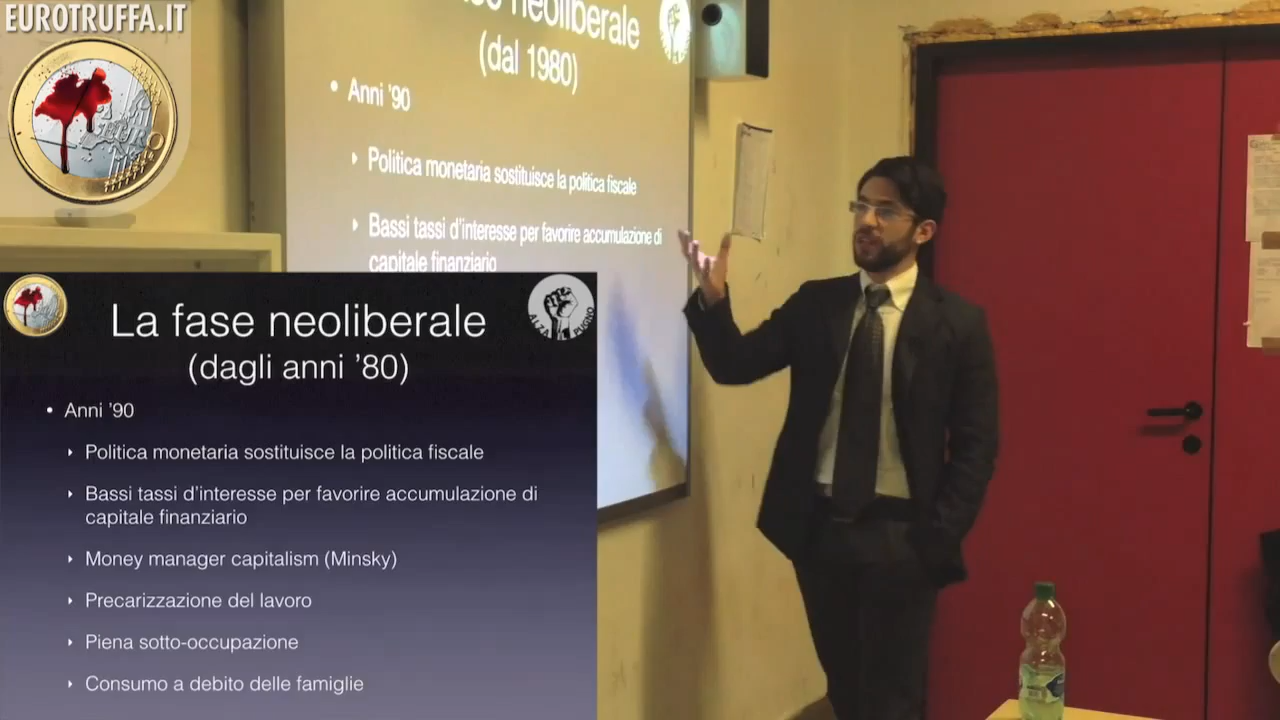 EUROTRUFFA.IT
neoliberale
(dal 1980)
• Anni '90
Politica monetaria sostituisce la politica fiscale
Bassi tassi d'interesse per favorire accumulazione di
capitale finanziario
La fase neoliberale
(dagli anni '80)
ALZA IL PUGNO
• Anni '90
‣ Politica monetaria sostituisce la politica fiscale
‣ Bassi tassi d'interesse per favorire accumulazione di
capitale finanziario
‣ Money manager capitalism (Minsky)
‣ Precarizzazione del lavoro
‣ Piena sotto-occupazione
‣ Consumo a debito delle famiglie